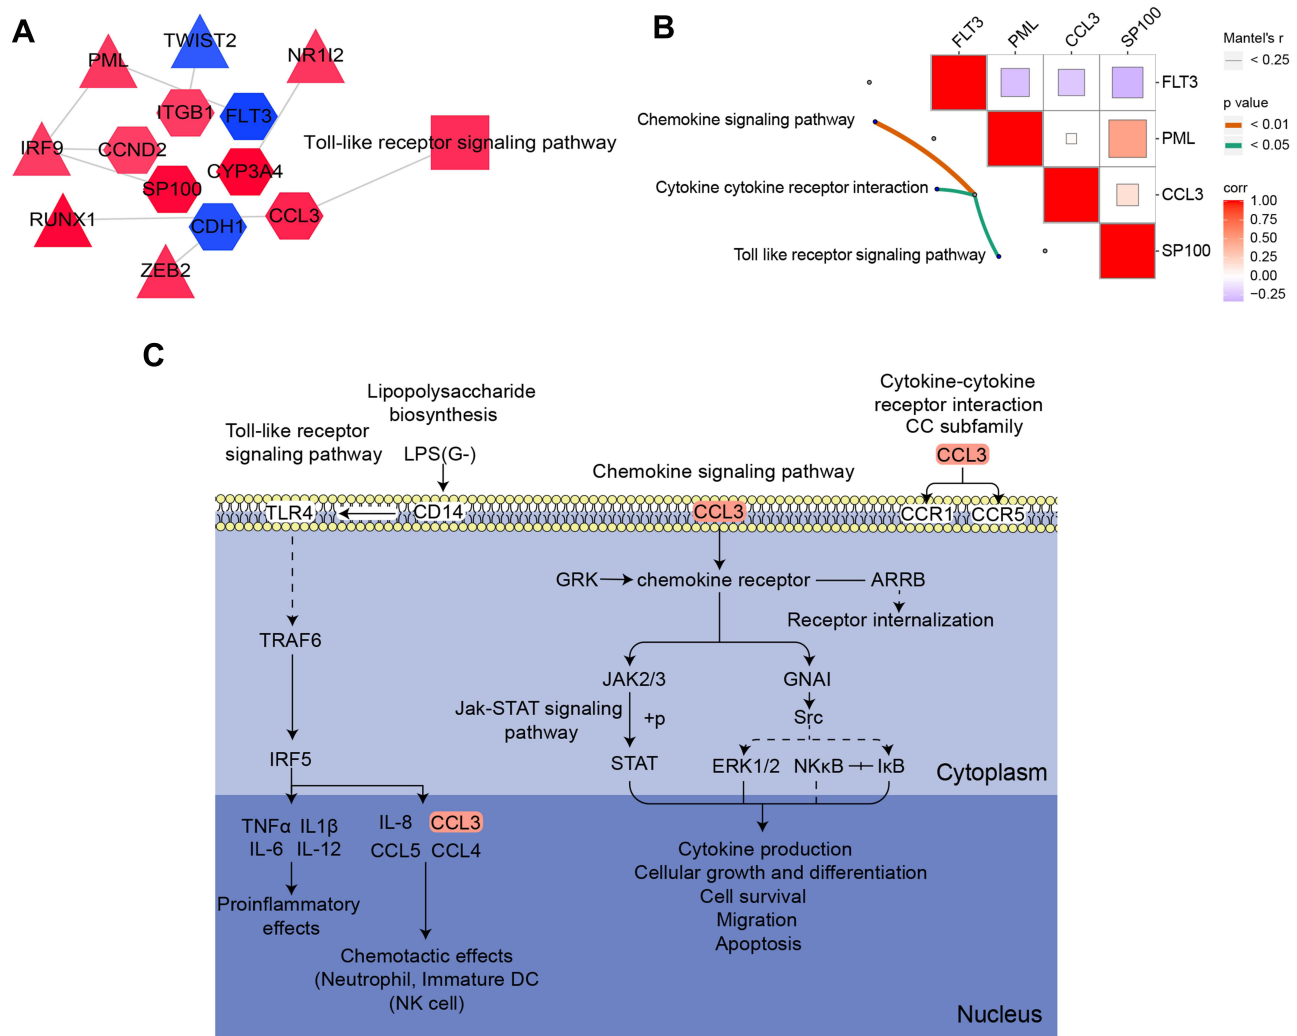 A
TWIST2
PML
NR1I2
ITGB1
FLT3
IRF9
CCND2
CYP3A4
Toll-like receptor signaling pathway
SP100
RUNX1
CDH1
CCL3
ZEB2
B
FLT3
PML
CCL3
SP100
FLT3
PML
CCL3
SP100
Chemokine signaling pathway
Cytokine cytokine receptor interaction
Toll like receptor signaling pathway
Mantel's r
< 0.25
p value
< 0.01
< 0.05
corr
1.00
0.75
0.50
0.25
0.00
−0.25
C
Lipopolysaccharide
biosynthesis
Toll-like receptor
signaling pathway
LPS(G-)
Chemokine signaling pathway
Cytokine-cytokine
receptor interaction
CC subfamily
CCL3
TLR4
CD14
CCL3
CCR1
CCR5
GRK
chemokine receptor
ARRB
Receptor internalization
TRAF6
JAK2/3
GNAI
Jak-STAT signaling
pathway
+p
Src
IRF5
STAT
ERK1/2
NKκB
IκB
Cytoplasm
TNFα IL1β
IL-6 IL-12
IL-8 CCL3
CCL5 CCL4
Proinflammatory
effects
Chemotactic effects
(Neutrophil, Immature DC
(NK cell)
Cytokine production
Cellular growth and differentiation
Cell survival
Migration
Apoptosis
Nucleus